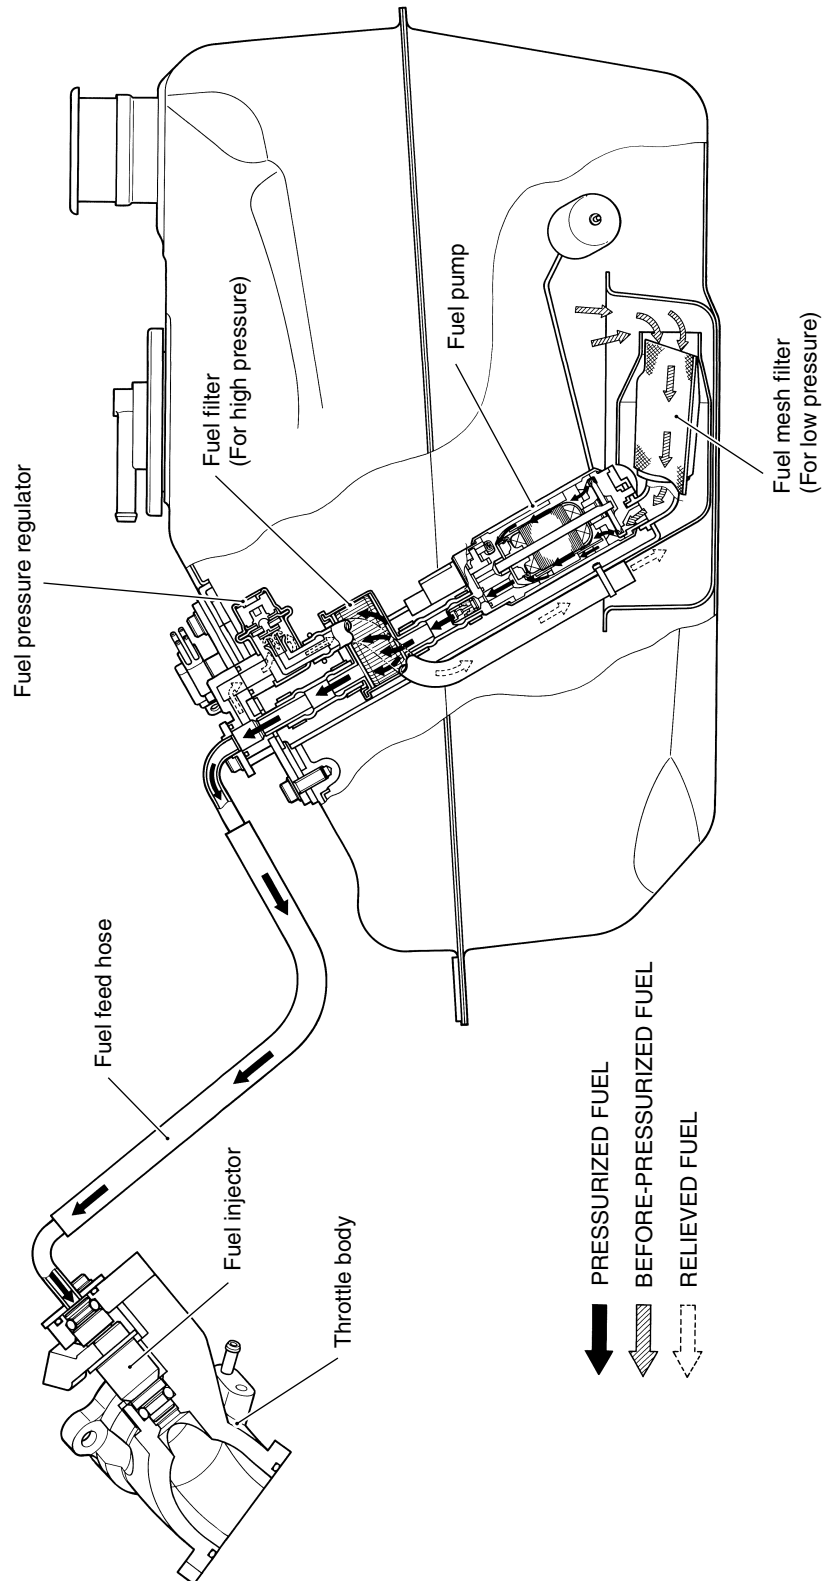 Fuel pressure regulator
Fuel filter
(For high pressure)
Fuel pump
Fuel mesh filter
(For low pressure)
Fuel feed hose
Fuel injector
Throttle body
PRESSURIZED FUEL
BEFORE-PRESSURIZED FUEL
RELIEVED FUEL